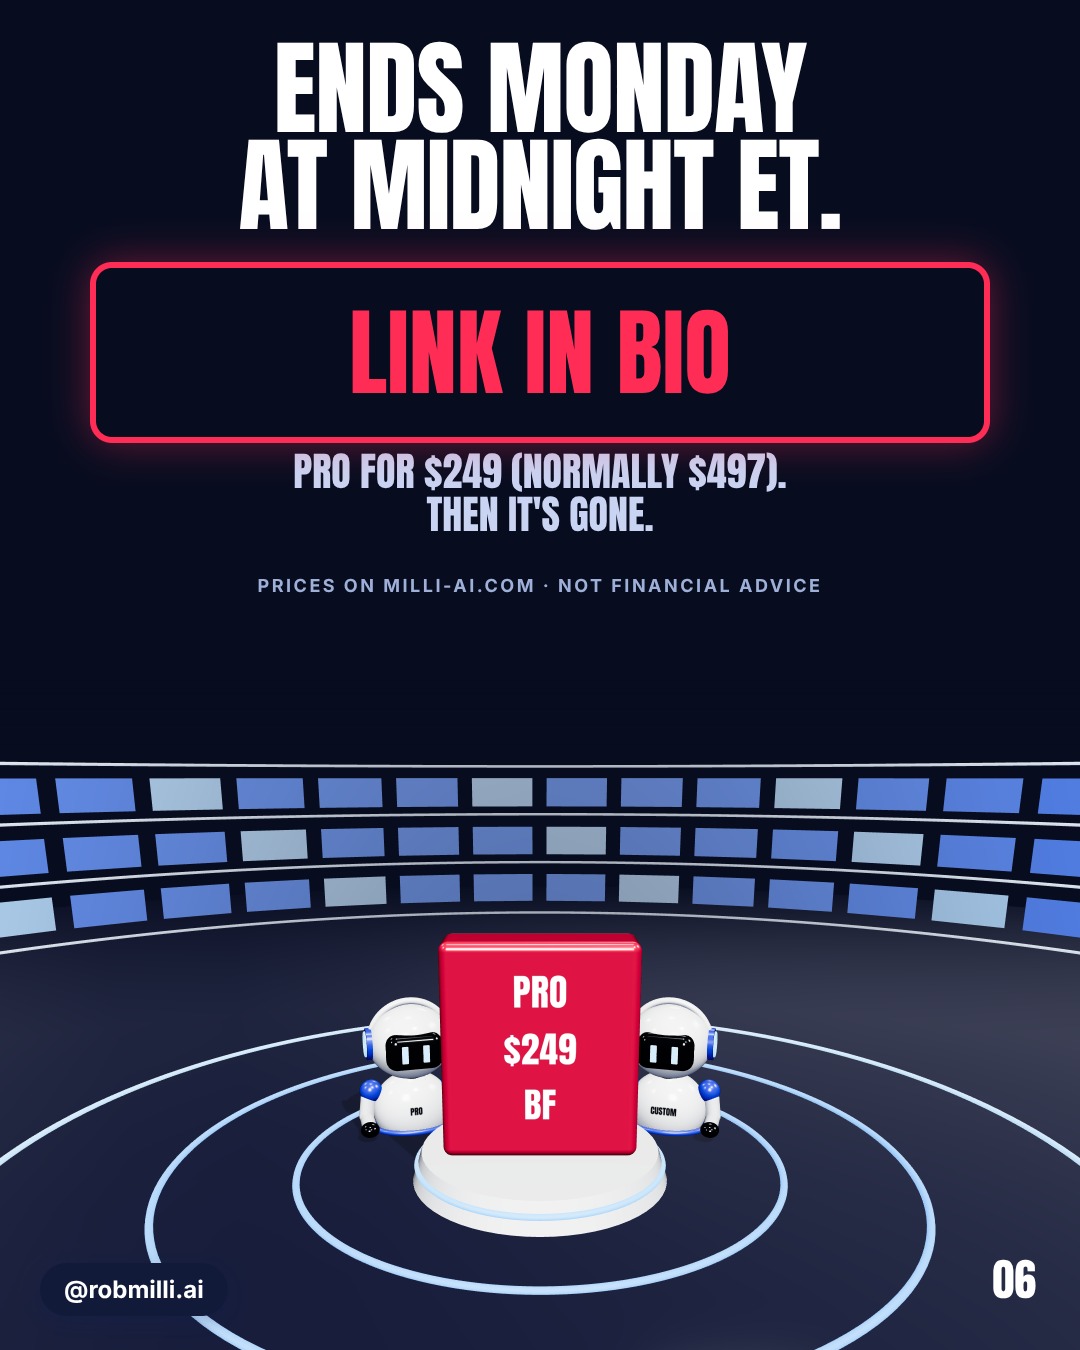 ENDS MONDAY
AT MIDNIGHT ET.
LINK IN BIO
PRO FOR $249 (NORMALLY $497).
THEN IT'S GONE.
PRICES ON MILLI-AI.COM · NOT FINANCIAL ADVICE
PRO
$249
BF
PRO
CUSTOM
@robmilli.ai
06